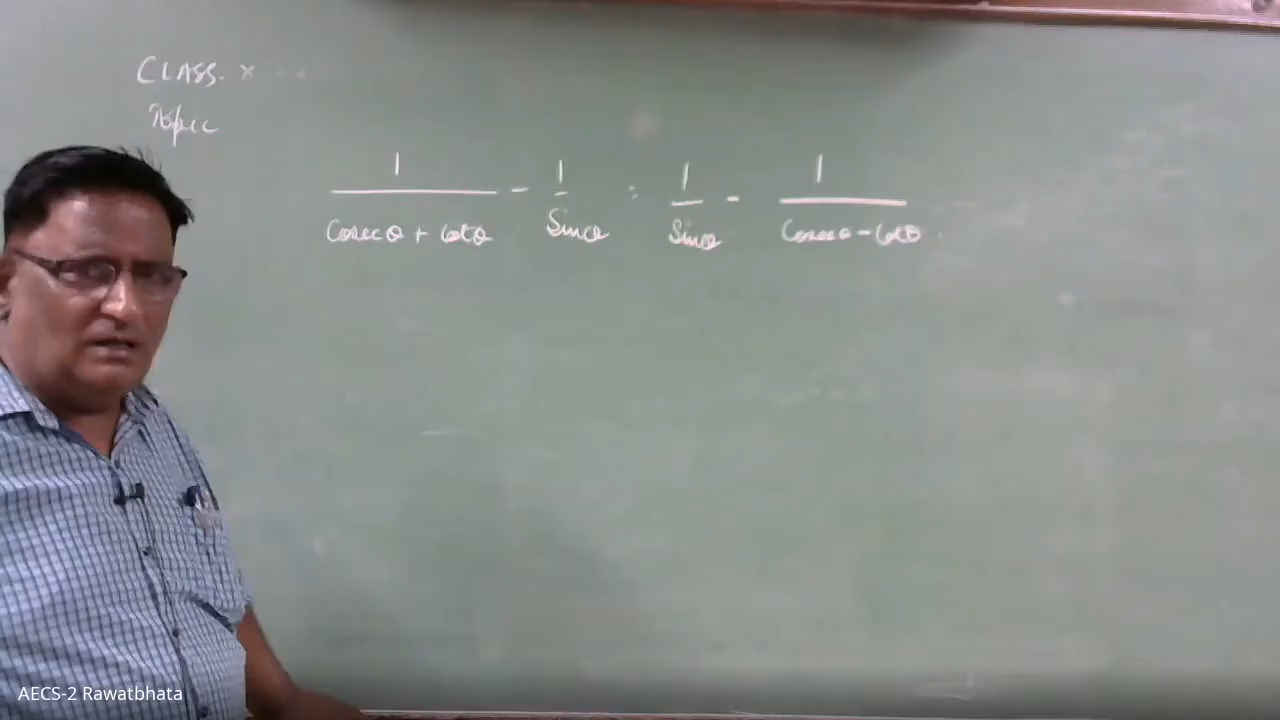 CLASS. X
Topic
1/(Cosecθ + Cotθ) - 1/Sinθ = 1/Sinθ - 1/(Cosecθ - Cotθ).
AECS-2 Rawatbhata